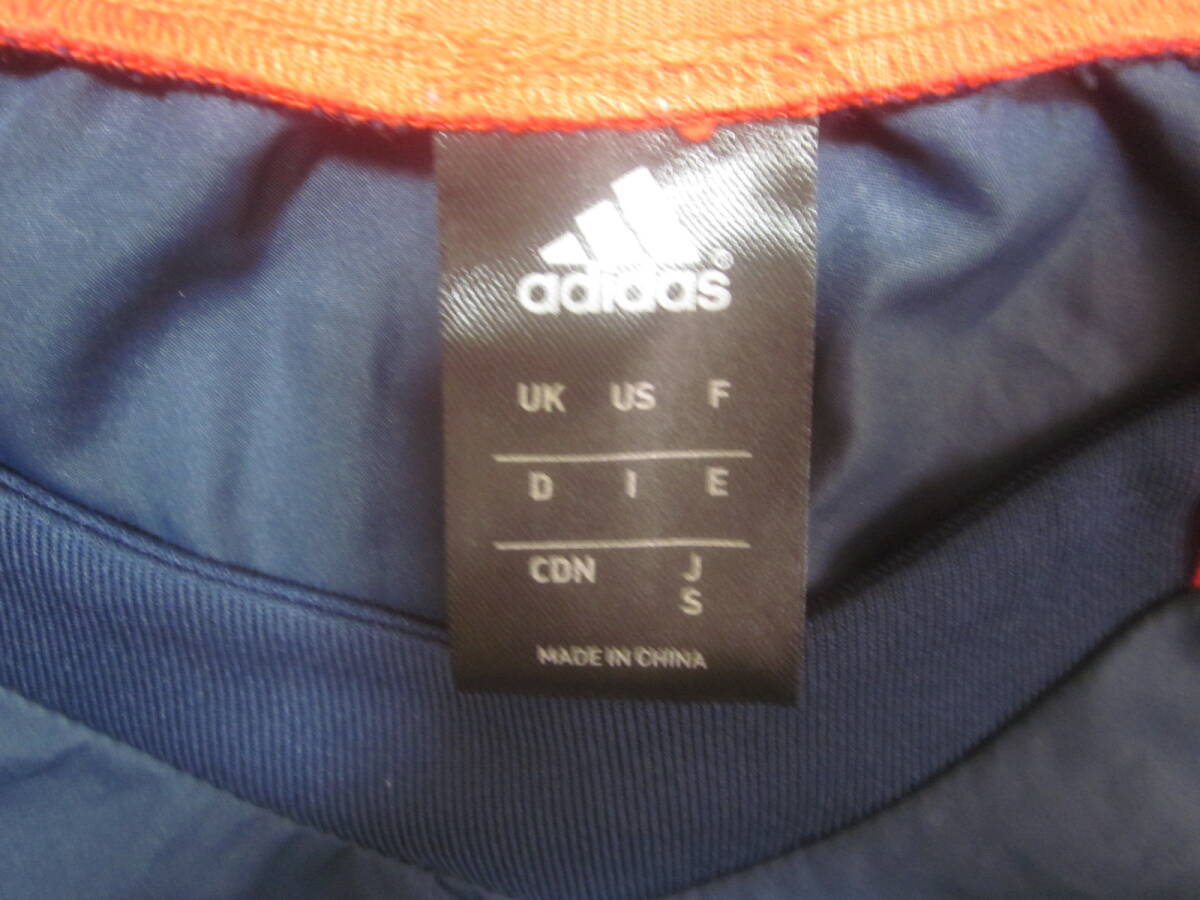 adidas®
UK US F
D I E
CDN J
S
MADE IN CHINA